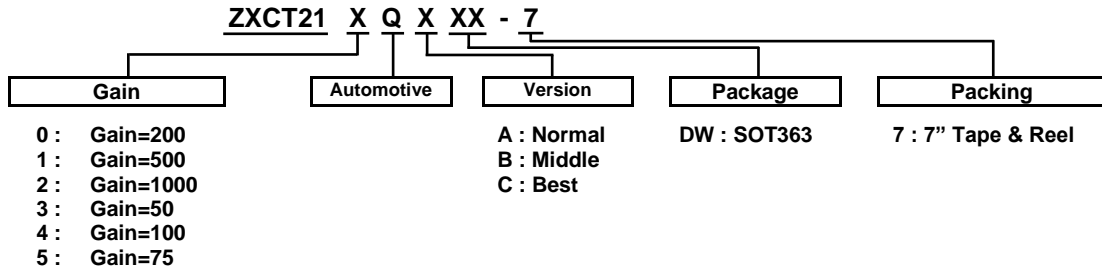 ZXCT21 X Q X XX - 7
Gain Automotive Version Package Packing
0 : Gain=200 A : Normal DW : SOT363 7 : 7” Tape & Reel
1 : Gain=500 B : Middle
2 : Gain=1000 C : Best
3 : Gain=50
4 : Gain=100
5 : Gain=75